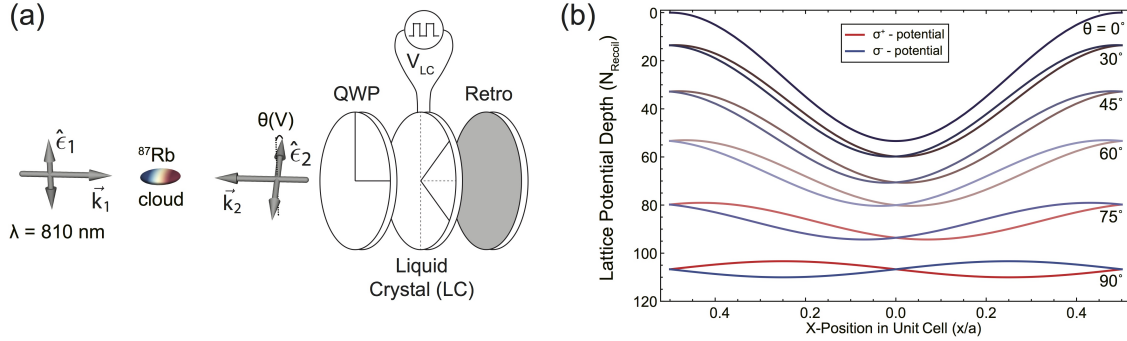 (a)
V_LC
QWP
Retro
θ(V)
ε̂₁
⁸⁷Rb
ε̂₂
k⃗₁
cloud
k⃗₂
λ = 810 nm
Liquid
Crystal (LC)
(b)
Lattice Potential Depth (N_Recoil)
0
20
40
60
80
100
120
σ⁺ - potential
σ⁻ - potential
θ = 0°
30°
45°
60°
75°
90°
0.4 0.2 0.0 0.2 0.4
X-Position in Unit Cell (x/a)